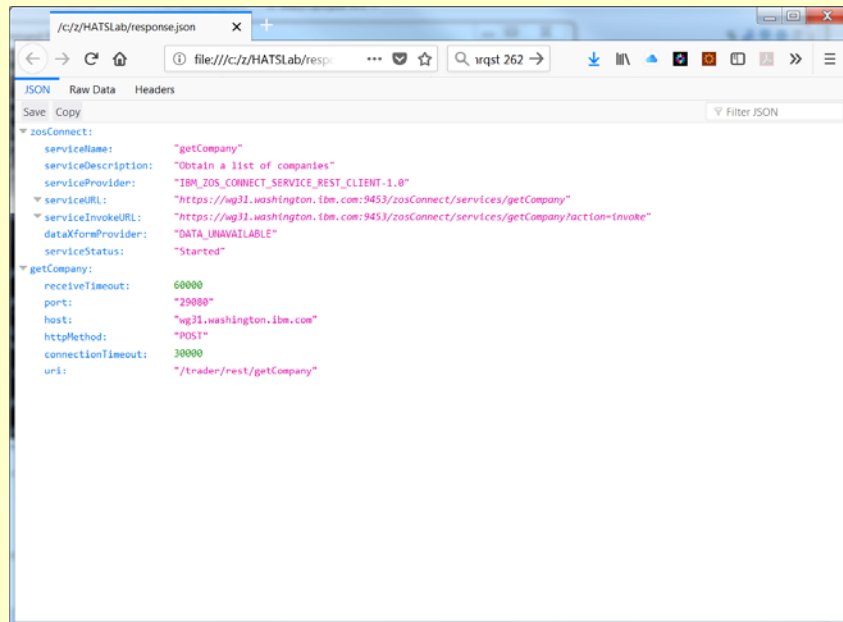 /c:/z/HATSLab/response.json
file:///c:/z/HATSLab/resp
ırqst 262
JSON Raw Data Headers
Save Copy
Filter JSON
zosConnect:
serviceName: "getCompany"
serviceDescription: "Obtain a list of companies"
serviceProvider: "IBM_ZOS_CONNECT_SERVICE_REST_CLIENT-1.0"
serviceURL: "https://wg31.washington.ibm.com:9453/zosConnect/services/getCompany"
serviceInvokeURL: "https://wg31.washington.ibm.com:9453/zosConnect/services/getCompany?action=invoke"
dataXformProvider: "DATA_UNAVAILABLE"
serviceStatus: "Started"
getCompany:
receiveTimeout: 60000
port: "29080"
host: "wg31.washington.ibm.com"
httpMethod: "POST"
connectionTimeout: 30000
uri: "/trader/rest/getCompany"